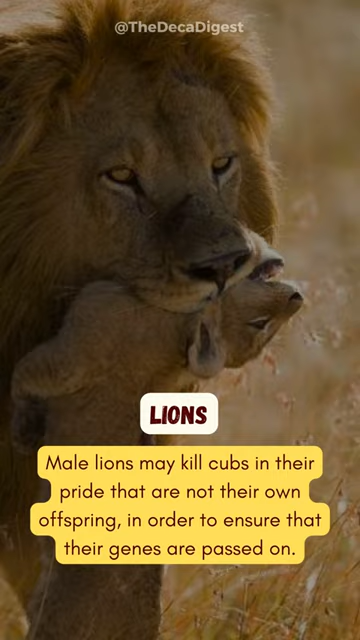 @TheDecaDigest
LIONS
Male lions may kill cubs in their
pride that are not their own
offspring, in order to ensure that
their genes are passed on.